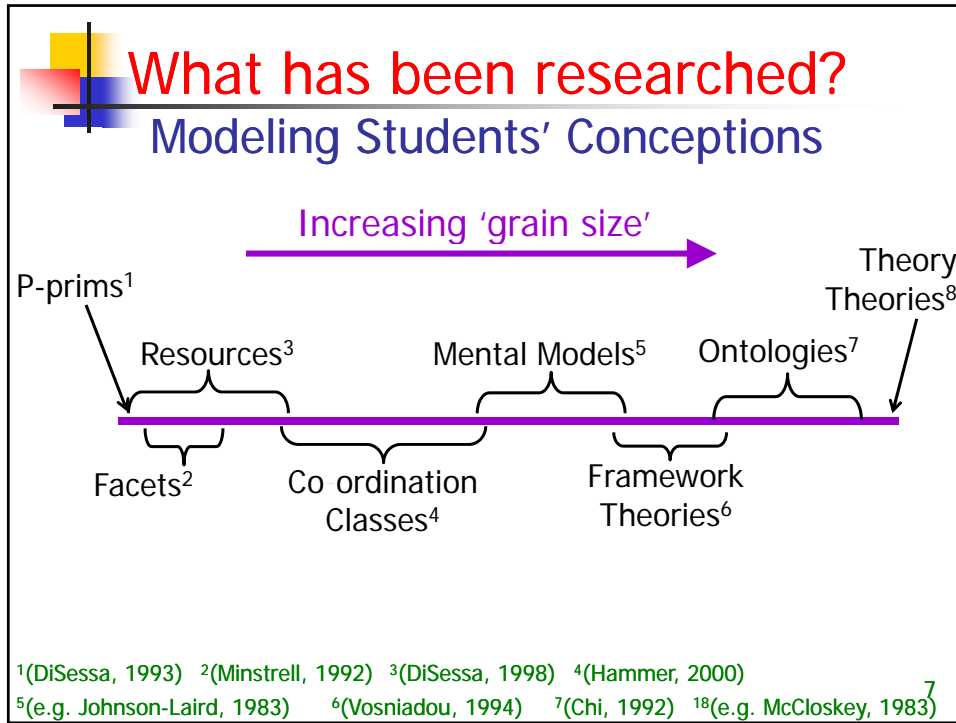 What has been researched?
Modeling Students’ Conceptions
Increasing ‘grain size’
P-prims¹
Theory
Theories⁸
Resources³
Mental Models⁵
Ontologies⁷
Facets²
Co-ordination
Classes⁴
Framework
Theories⁶
¹(DiSessa, 1993) ²(Minstrell, 1992) ³(DiSessa, 1998) ⁴(Hammer, 2000)
⁵(e.g. Johnson-Laird, 1983) ⁶(Vosniadou, 1994) ⁷(Chi, 1992) ¹⁸(e.g. McCloskey, 1983)
7